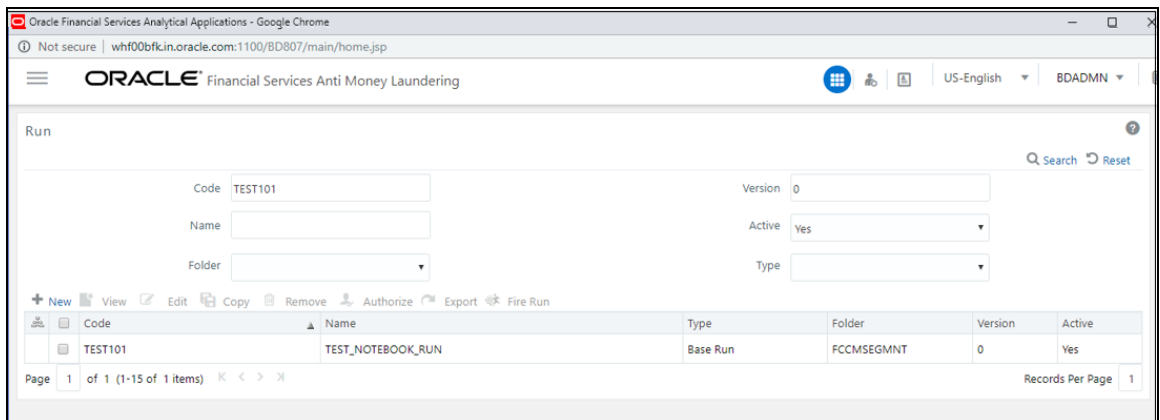 Oracle Financial Services Analytical Applications - Google Chrome
Not secure | whf00bfk.in.oracle.com:1100/BD807/main/home.jsp
ORACLE® Financial Services Anti Money Laundering US-English BDADMN
Run
Search Reset
Code TEST101 Version 0
Name Active Yes
Folder Type
New View Edit Copy Remove Authorize Export Fire Run
Code Name Type Folder Version Active
TEST101 TEST_NOTEBOOK_RUN Base Run FCCMSEGMNT 0 Yes
Page 1 of 1 (1-15 of 1 items) Records Per Page 1